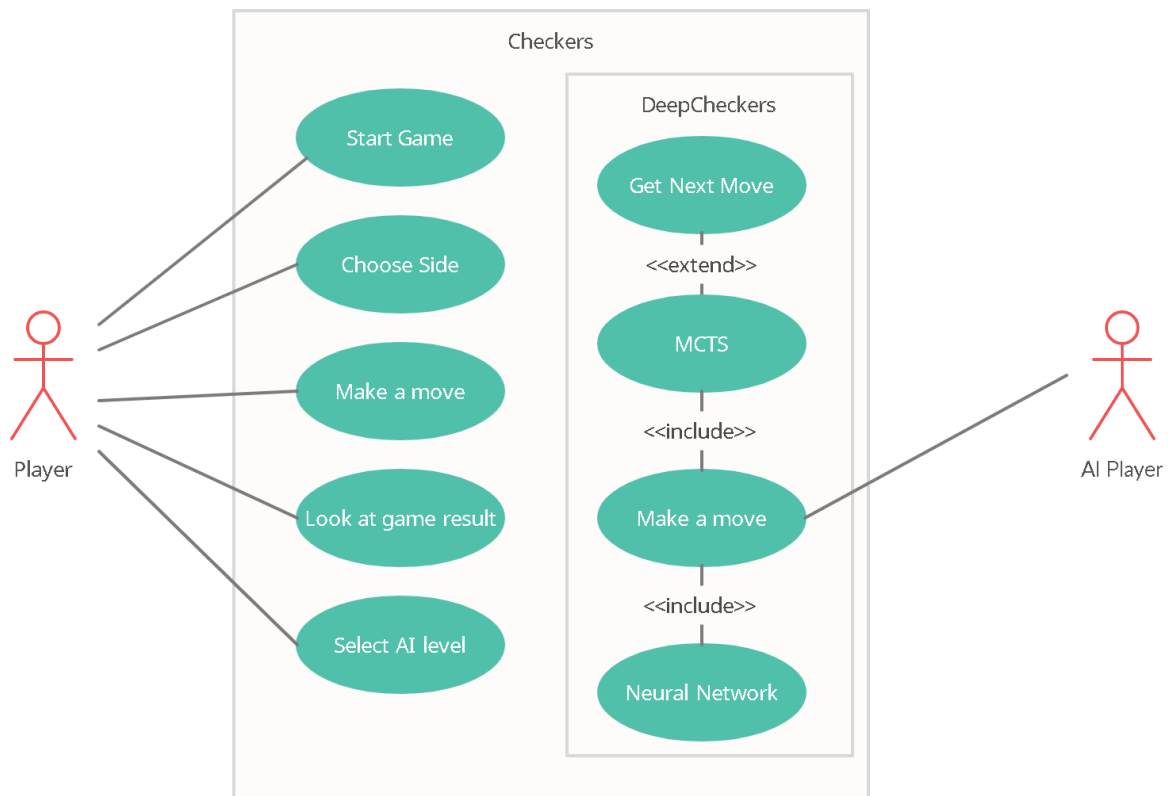 Checkers
Start Game
Choose Side
Make a move
Look at game result
Select AI level
DeepCheckers
Get Next Move
<<extend>>
MCTS
<<include>>
Make a move
<<include>>
Neural Network
Player
AI Player